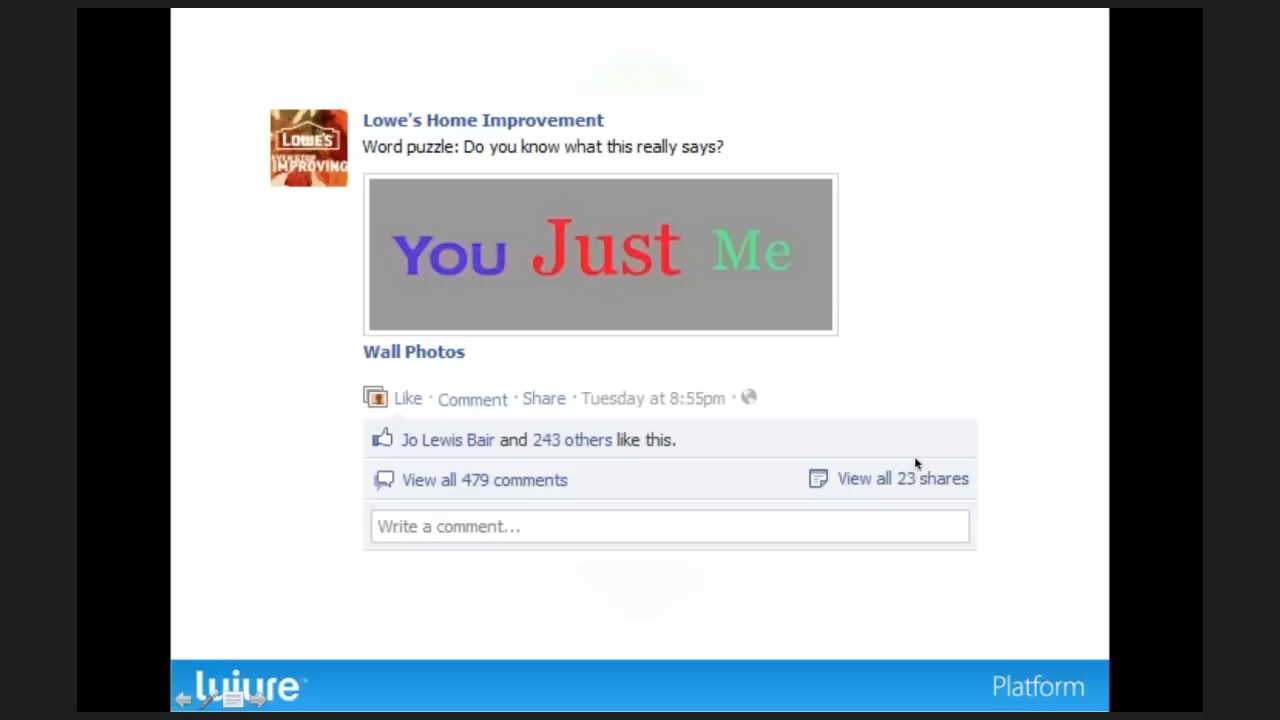 Lowe's Home Improvement
Word puzzle: Do you know what this really says?
LOWE'S
IMPROVING
You Just Me
Wall Photos
Like · Comment · Share · Tuesday at 8:55pm ·
Jo Lewis Bair and 243 others like this.
View all 479 comments
View all 23 shares
Write a comment...
lujure™
Platform